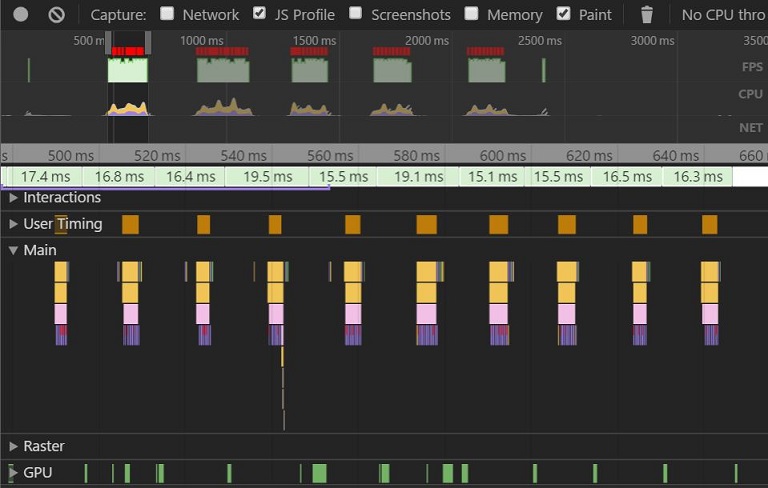 Capture: Network JS Profile Screenshots Memory Paint No CPU thro
500 m 1000 ms 1500 ms 2000 ms 2500 ms 3000 ms 3500
FPS
CPU
NET
s 500 ms 520 ms 540 ms 560 ms 580 ms 600 ms 620 ms 640 ms 660 m
17.4 ms 16.8 ms 16.4 ms 19.5 ms 15.5 ms 19.1 ms 15.1 ms 15.5 ms 16.5 ms 16.3 ms
Interactions
User Timing
Main
Raster
GPU